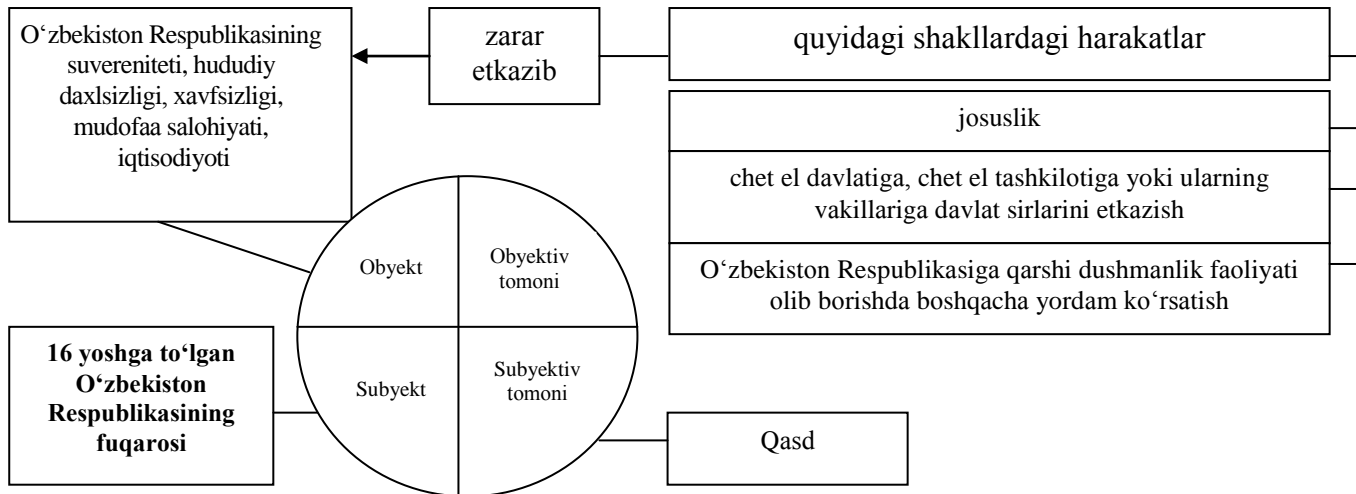 O‘zbekiston Respublikasining
suvereniteti, hududiy
daxlsizligi, xavfsizligi,
mudofaa salohiyati,
iqtisodiyoti
zarar
etkazib
quyidagi shakllardagi harakatlar
josuslik
chet el davlatiga, chet el tashkilotiga yoki ularning
vakillariga davlat sirlarini etkazish
O‘zbekiston Respublikasiga qarshi dushmanlik faoliyati
olib borishda boshqacha yordam ko‘rsatish
Obyekt
Obyektiv
tomoni
Subyekt
Subyektiv
tomoni
16 yoshga to‘lgan
O‘zbekiston
Respublikasining
fuqarosi
Qasd